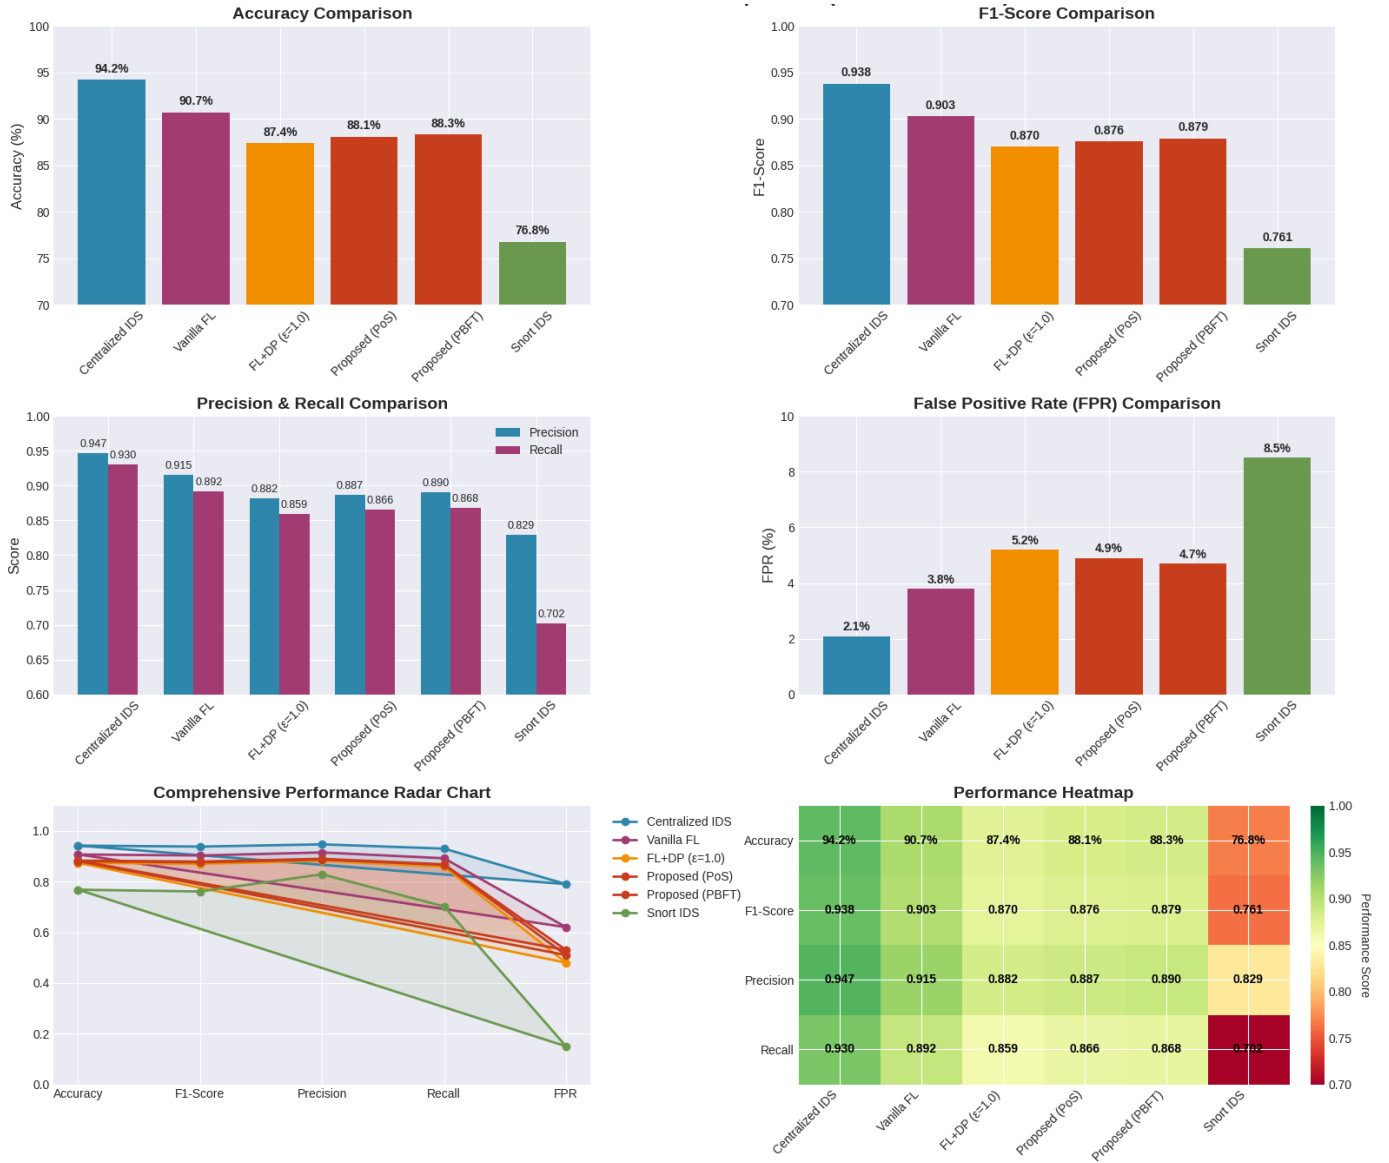 Accuracy Comparison
Accuracy (%)
100
95
90
85
80
75
70
94.2%
90.7%
87.4%
88.1%
88.3%
76.8%
Centralized IDS
Vanilla FL
FL+DP (ε=1.0)
Proposed (PoS)
Proposed (PBFT)
Snort IDS
F1-Score Comparison
F1-Score
1.00
0.95
0.90
0.85
0.80
0.75
0.70
0.938
0.903
0.870
0.876
0.879
0.761
Centralized IDS
Vanilla FL
FL+DP (ε=1.0)
Proposed (PoS)
Proposed (PBFT)
Snort IDS
Precision & Recall Comparison
Score
1.00
0.95
0.90
0.85
0.80
0.75
0.70
0.65
0.60
Precision
Recall
0.947
0.930
0.915
0.892
0.882
0.859
0.887
0.866
0.890
0.868
0.829
0.702
Centralized IDS
Vanilla FL
FL+DP (ε=1.0)
Proposed (PoS)
Proposed (PBFT)
Snort IDS
False Positive Rate (FPR) Comparison
FPR (%)
10
8
6
4
2
0
2.1%
3.8%
5.2%
4.9%
4.7%
8.5%
Centralized IDS
Vanilla FL
FL+DP (ε=1.0)
Proposed (PoS)
Proposed (PBFT)
Snort IDS
Comprehensive Performance Radar Chart
1.0
0.8
0.6
0.4
0.2
0.0
Accuracy
F1-Score
Precision
Recall
FPR
Centralized IDS
Vanilla FL
FL+DP (ε=1.0)
Proposed (PoS)
Proposed (PBFT)
Snort IDS
Performance Heatmap
Accuracy 94.2% 90.7% 87.4% 88.1% 88.3% 76.8%
F1-Score 0.938 0.903 0.870 0.876 0.879 0.761
Precision 0.947 0.915 0.882 0.887 0.890 0.829
Recall 0.930 0.892 0.859 0.866 0.868 0.702
Centralized IDS
Vanilla FL
FL+DP (ε=1.0)
Proposed (PoS)
Proposed (PBFT)
Snort IDS
1.00
0.95
0.90
0.85
0.80
0.75
0.70
Performance Score